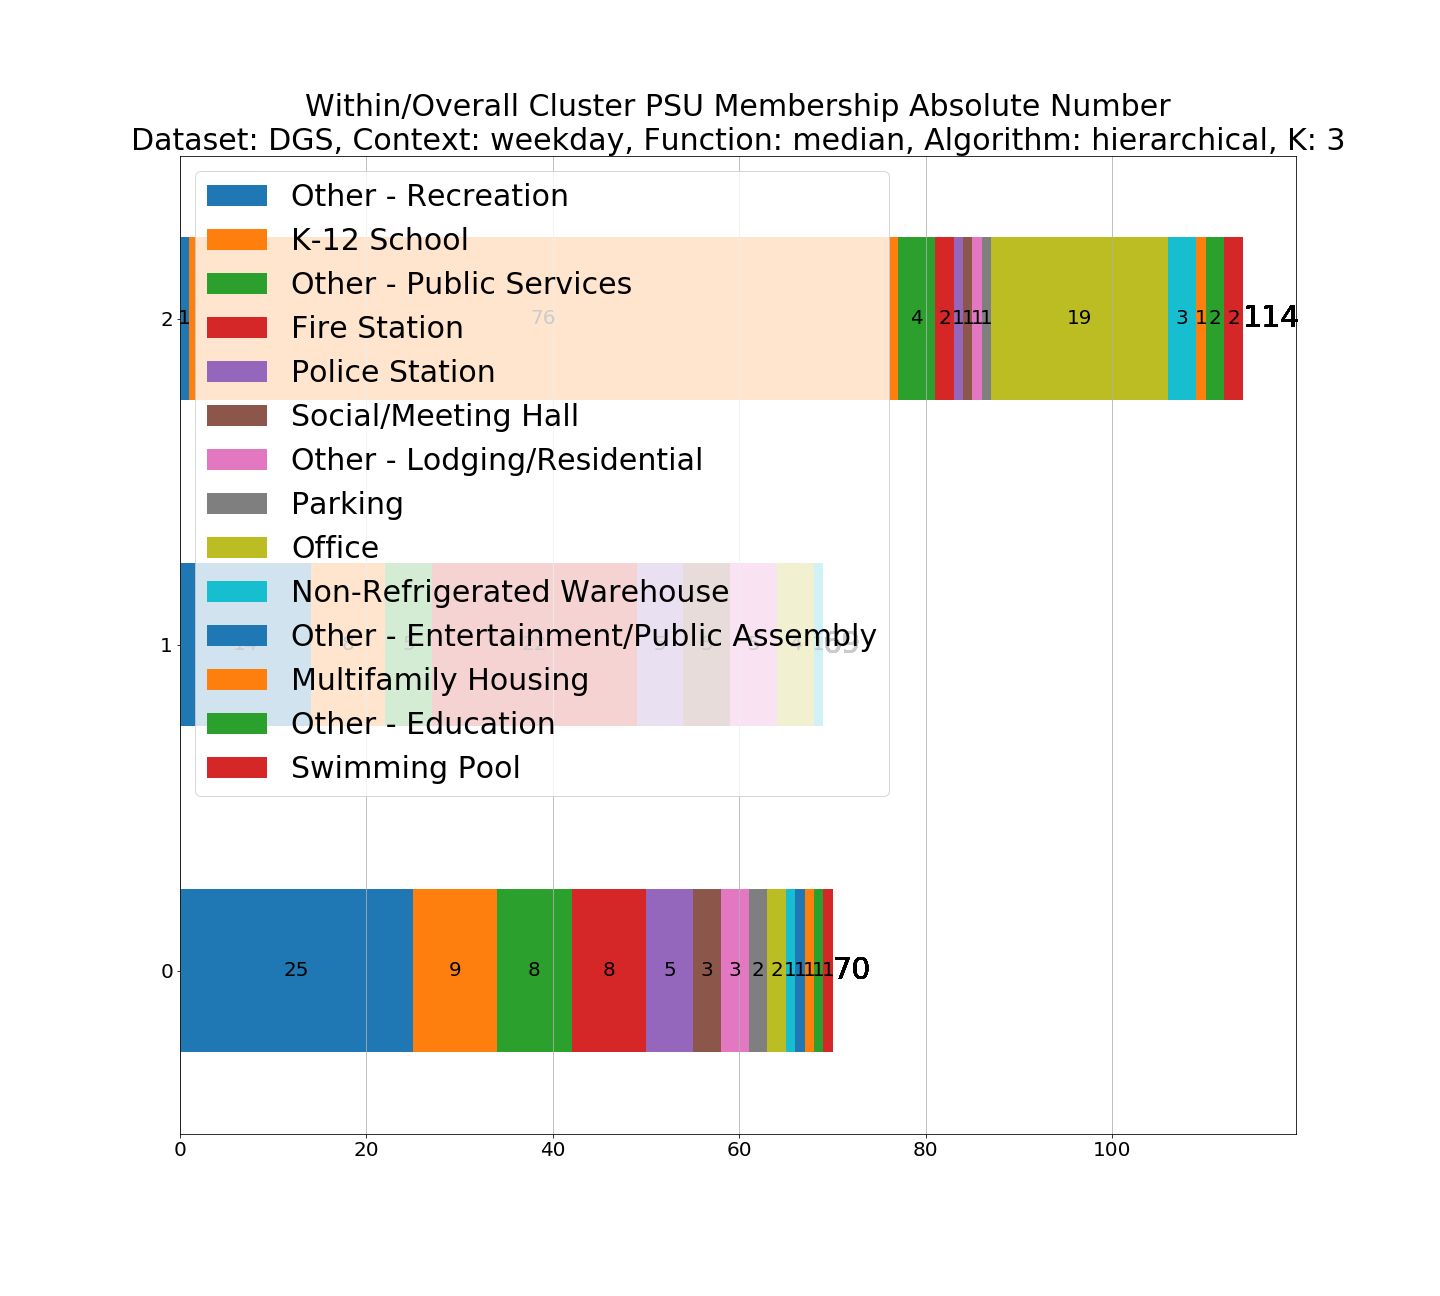 Within/Overall Cluster PSU Membership Absolute Number
Dataset: DGS, Context: weekday, Function: median, Algorithm: hierarchical, K: 3
Other - Recreation
K-12 School
Other - Public Services
Fire Station
Police Station
Social/Meeting Hall
Other - Lodging/Residential
Parking
Office
Non-Refrigerated Warehouse
Other - Entertainment/Public Assembly
Multifamily Housing
Other - Education
Swimming Pool
2 1 76 4 2 1 1 1 1 19 3 1 2 2 114
1 22 69
0 25 9 8 8 5 3 3 2 2 1 1 1 1 1 70
0 20 40 60 80 100